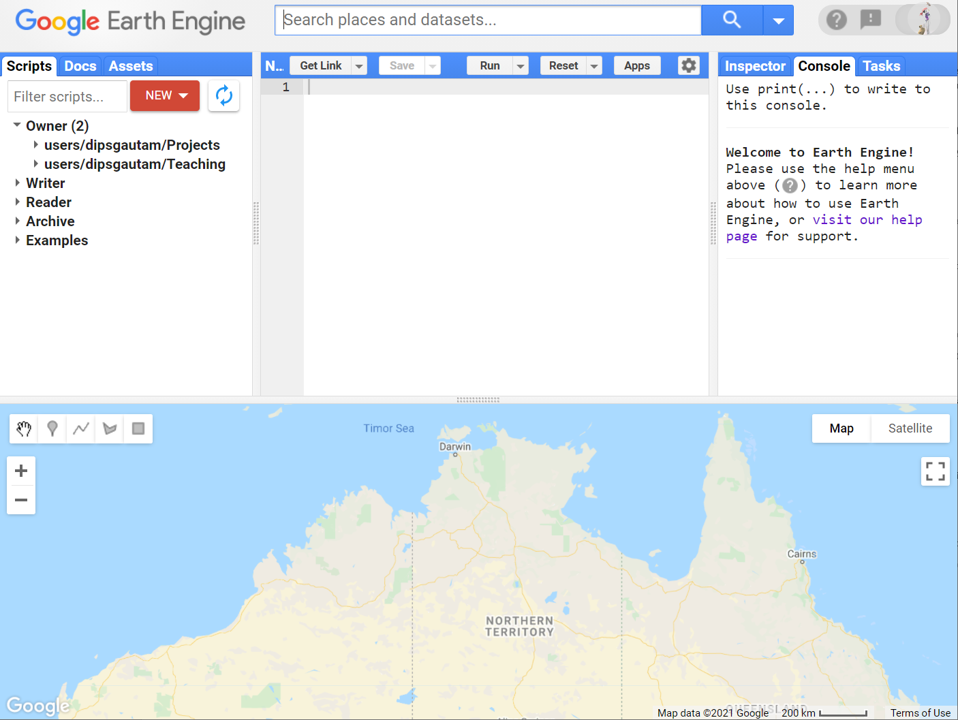 Google Earth Engine
Search places and datasets...
Scripts Docs Assets
N... Get Link Save Run Reset Apps
Inspector Console Tasks
Filter scripts... NEW
Owner (2)
users/dipsgautam/Projects
users/dipsgautam/Teaching
Writer
Reader
Archive
Examples
1
Use print(...) to write to
this console.
Welcome to Earth Engine!
Please use the help menu
above (?) to learn more
about how to use Earth
Engine, or visit our help
page for support.
Timor Sea
Darwin
Map Satellite
Cairns
NORTHERN
TERRITORY
QUEENSLAND
Google
Map data ©2021 Google 200 km Terms of Use